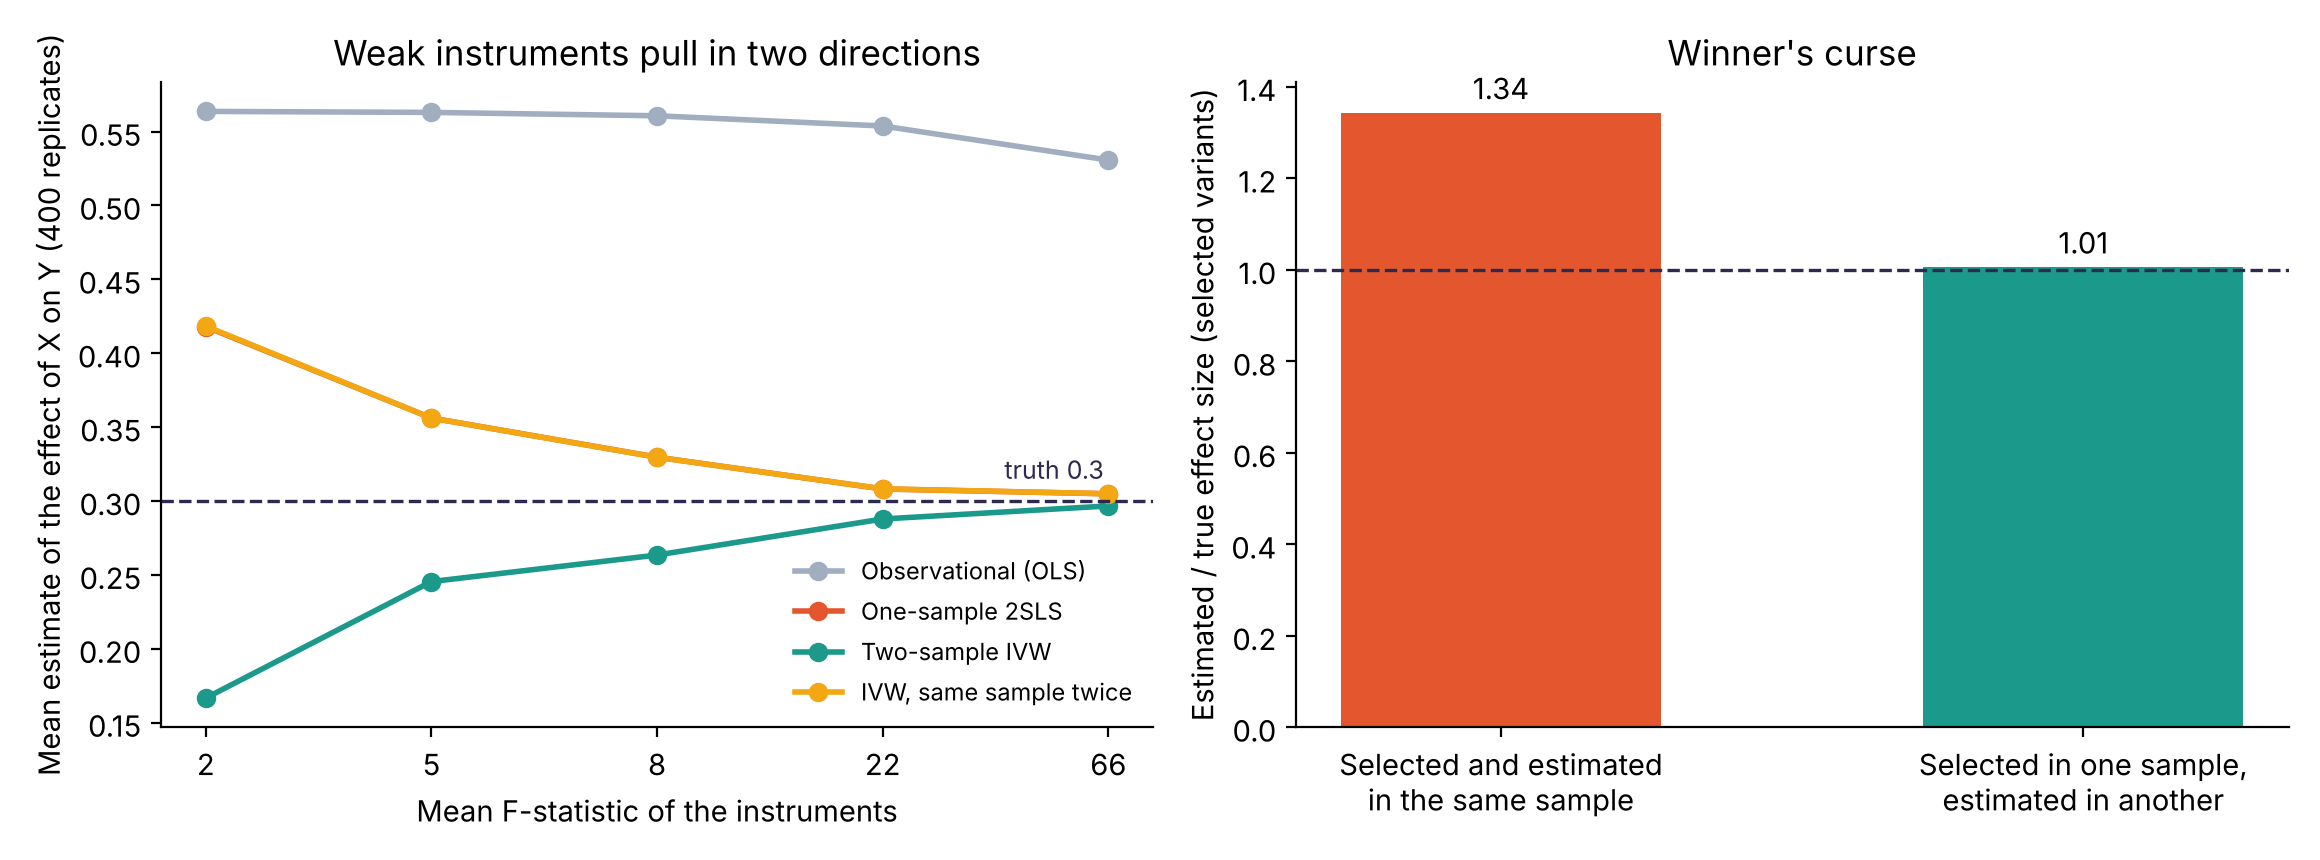 Weak instruments pull in two directions
Mean estimate of the effect of X on Y (400 replicates)
0.55
0.50
0.45
0.40
0.35
0.30
0.25
0.20
0.15
truth 0.3
Observational (OLS)
One-sample 2SLS
Two-sample IVW
IVW, same sample twice
2
5
8
22
66
Mean F-statistic of the instruments
Winner's curse
Estimated / true effect size (selected variants)
1.4
1.2
1.0
0.8
0.6
0.4
0.2
0.0
1.34
1.01
Selected and estimated
in the same sample
Selected in one sample,
estimated in another